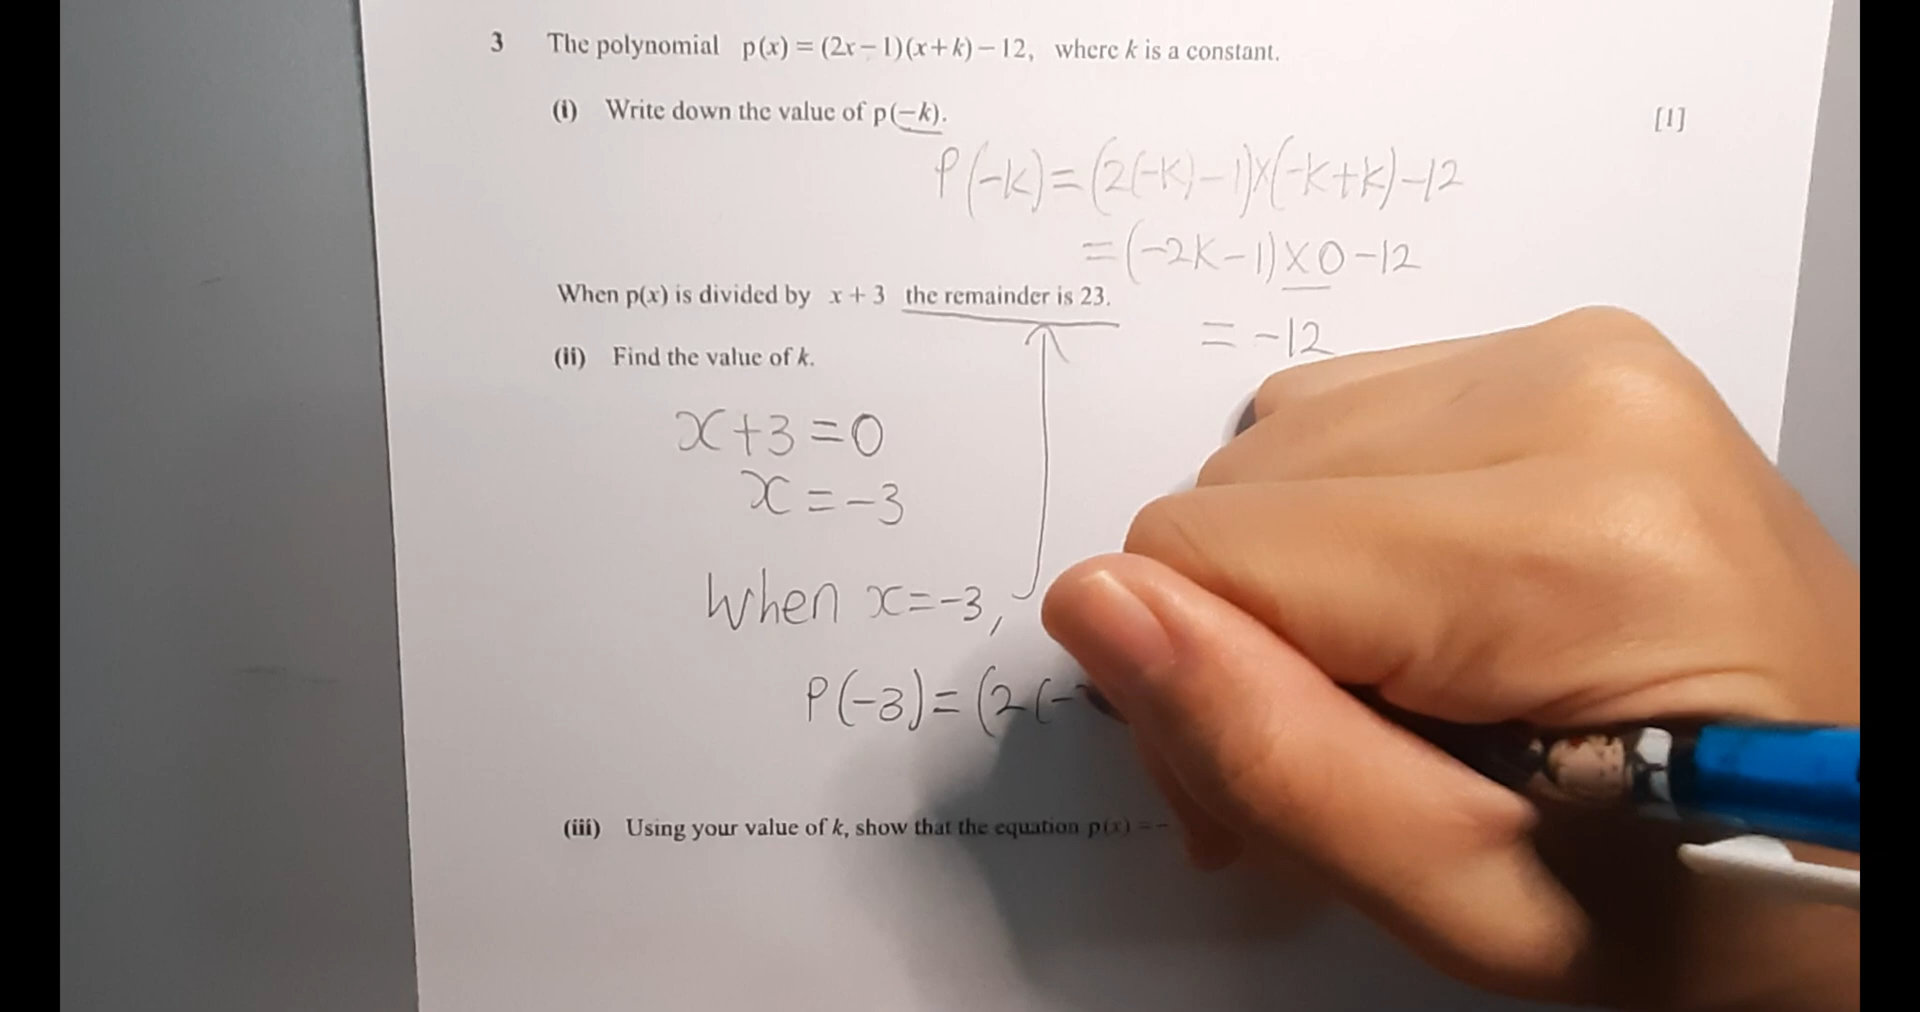 3 The polynomial p(x) = (2x − 1)(x + k) − 12, where k is a constant.
(i) Write down the value of p(−k). [1]
P(-k)=(2(-k)-1)×(-k+k)-12
=(-2k-1)×0-12
When p(x) is divided by x + 3 the remainder is 23.
= -12
(ii) Find the value of k.
x+3=0
x=-3
When x=-3,
P(-3)=(2(-
(iii) Using your value of k, show that the equation p(x) = −